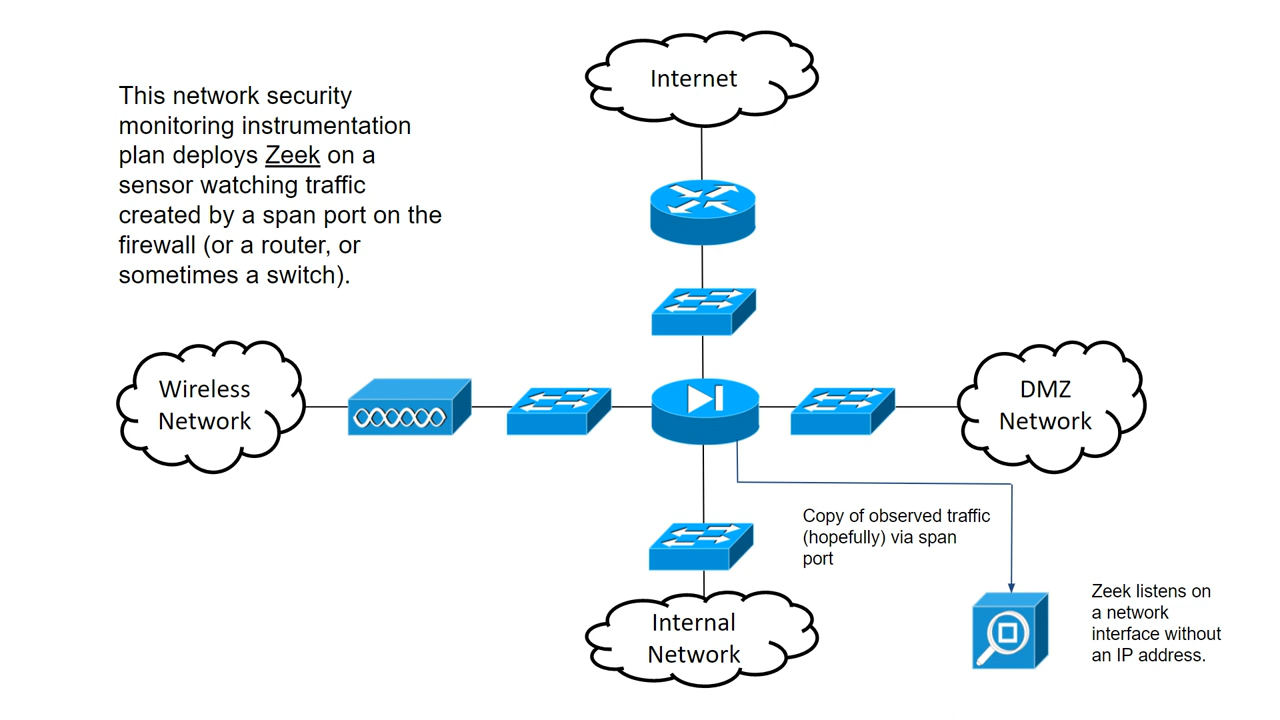 This network security
monitoring instrumentation
plan deploys Zeek on a
sensor watching traffic
created by a span port on the
firewall (or a router, or
sometimes a switch).
Internet
Wireless
Network
DMZ
Network
Copy of observed traffic
(hopefully) via span
port
Internal
Network
Zeek listens on
a network
interface without
an IP address.